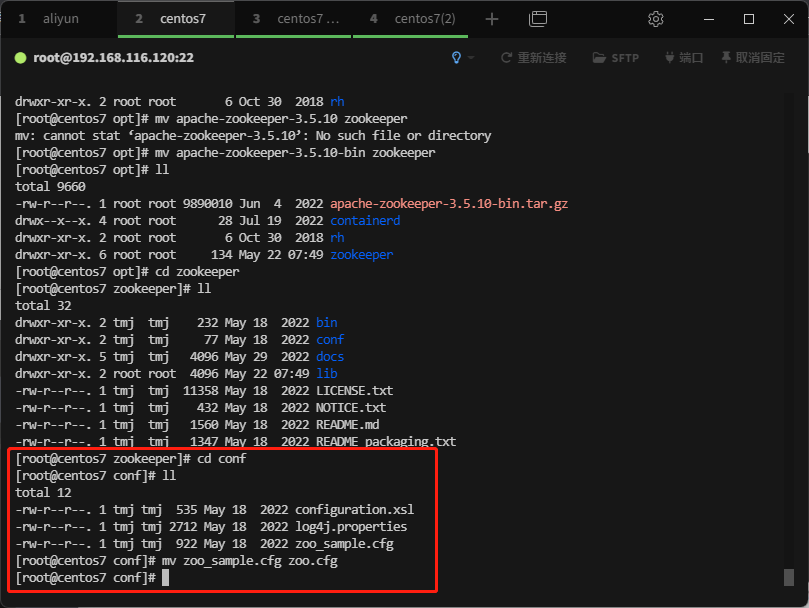 1 aliyun 2 centos7 3 centos7 ... 4 centos7(2)
root@192.168.116.120:22 重新连接 SFTP 端口 取消固定
drwxr-xr-x. 2 root root 6 Oct 30 2018 rh
[root@centos7 opt]# mv apache-zookeeper-3.5.10 zookeeper
mv: cannot stat ‘apache-zookeeper-3.5.10’: No such file or directory
[root@centos7 opt]# mv apache-zookeeper-3.5.10-bin zookeeper
[root@centos7 opt]# ll
total 9660
-rw-r--r--. 1 root root 9890010 Jun 4 2022 apache-zookeeper-3.5.10-bin.tar.gz
drwx--x--x. 4 root root 28 Jul 19 2022 containerd
drwxr-xr-x. 2 root root 6 Oct 30 2018 rh
drwxr-xr-x. 6 root root 134 May 22 07:49 zookeeper
[root@centos7 opt]# cd zookeeper
[root@centos7 zookeeper]# ll
total 32
drwxr-xr-x. 2 tmj tmj 232 May 18 2022 bin
drwxr-xr-x. 2 tmj tmj 77 May 18 2022 conf
drwxr-xr-x. 5 tmj tmj 4096 May 29 2022 docs
drwxr-xr-x. 2 root root 4096 May 22 07:49 lib
-rw-r--r--. 1 tmj tmj 11358 May 18 2022 LICENSE.txt
-rw-r--r--. 1 tmj tmj 432 May 18 2022 NOTICE.txt
-rw-r--r--. 1 tmj tmj 1560 May 18 2022 README.md
-rw-r--r--. 1 tmj tmj 1347 May 18 2022 README_packaging.txt
[root@centos7 zookeeper]# cd conf
[root@centos7 conf]# ll
total 12
-rw-r--r--. 1 tmj tmj 535 May 18 2022 configuration.xsl
-rw-r--r--. 1 tmj tmj 2712 May 18 2022 log4j.properties
-rw-r--r--. 1 tmj tmj 922 May 18 2022 zoo_sample.cfg
[root@centos7 conf]# mv zoo_sample.cfg zoo.cfg
[root@centos7 conf]#